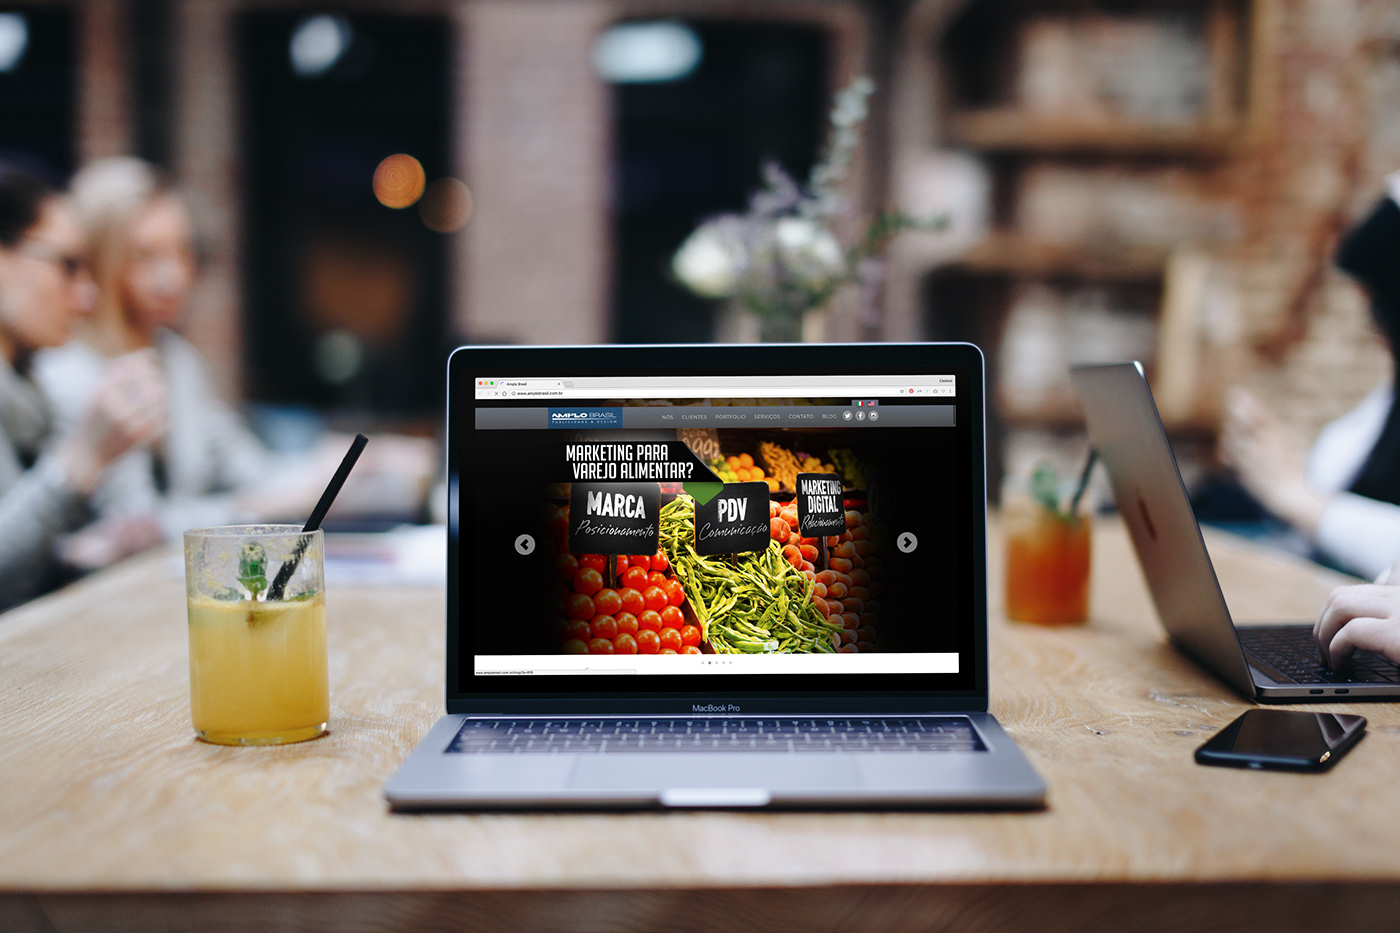 Amplo Brasil
Cassius
www.amplobrasil.com.br
AMPLO BRASIL
PUBLICIDADE & DESIGN
NÓS CLIENTES PORTFOLIO SERVIÇOS CONTATO BLOG
MARKETING PARA
VAREJO ALIMENTAR?
MARCA
Posicionamento
PDV
Comunicação
MARKETING
DIGITAL
Relacionamento
MacBook Pro